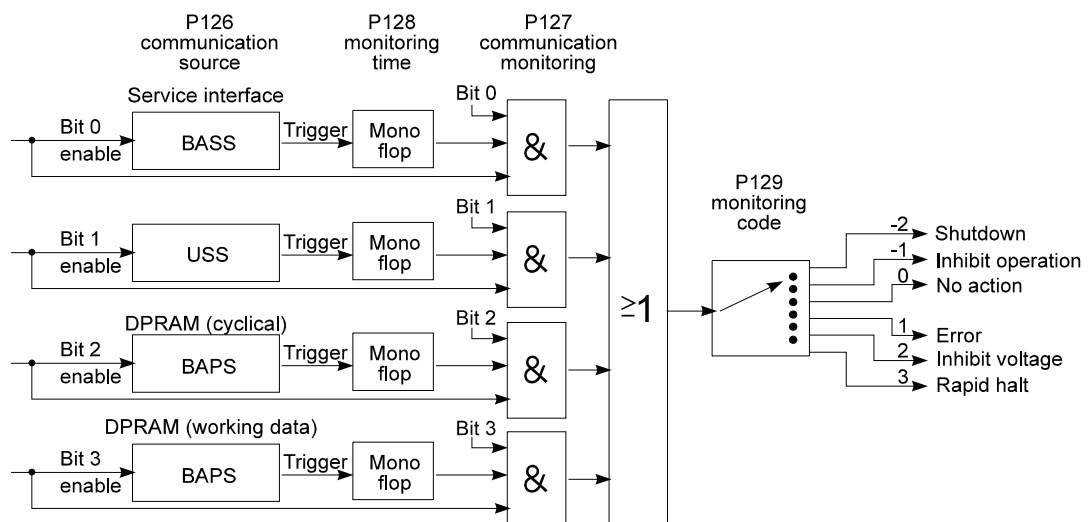 P126
communication
source
P128
monitoring
time
P127
communication
monitoring
Service interface
Bit 0
enable
BASS
Trigger
Mono
flop
Bit 0
&
Bit 1
enable
USS
Trigger
Mono
flop
Bit 1
&
DPRAM (cyclical)
Bit 2
enable
BAPS
Trigger
Mono
flop
Bit 2
&
DPRAM (working data)
Bit 3
enable
BAPS
Trigger
Mono
flop
Bit 3
&
≥1
P129
monitoring
code
-2 Shutdown
-1 Inhibit operation
0 No action
1 Error
2 Inhibit voltage
3 Rapid halt